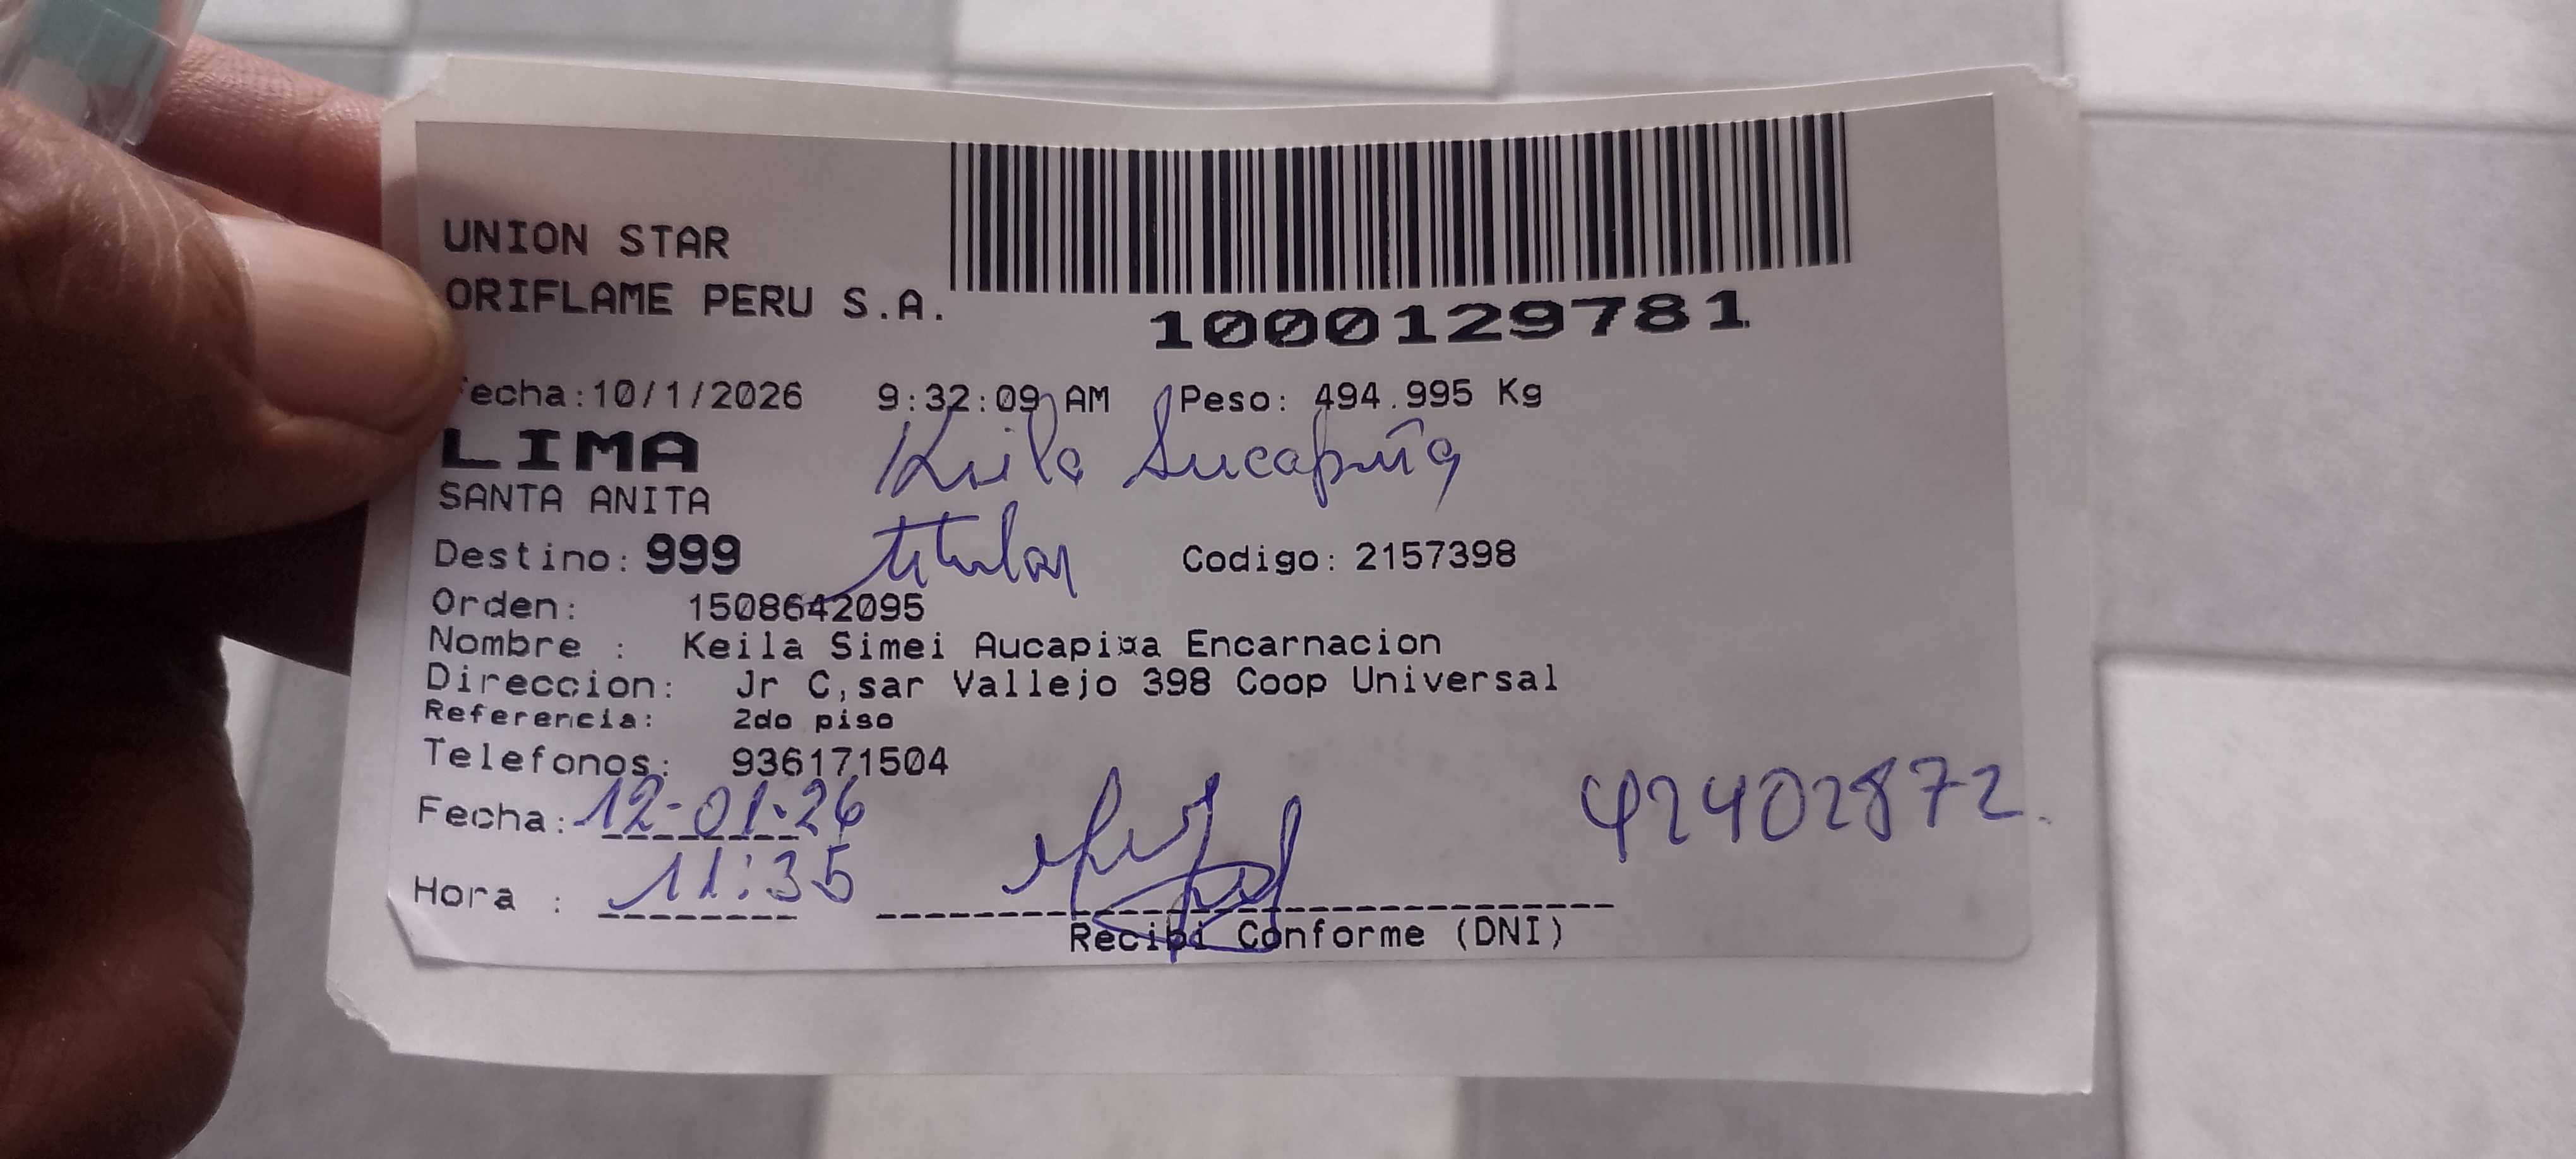 UNION STAR
ORIFLAME PERU S.A.
1000129781
Fecha:10/1/2026 9:32:09 AM Peso: 494.995 Kg
LIMA
Keila Aucapiña
SANTA ANITA
titular
Destino: 999 Codigo: 2157398
Orden: 1508642095
Nombre : Keila Simei Aucapiæa Encarnacion
Direccion: Jr C,sar Vallejo 398 Coop Universal
Referencia: 2do piso
Telefonos: 936171504
Fecha: 12-01-26 42402872.
Hora : 11:35
Recibi Conforme (DNI)